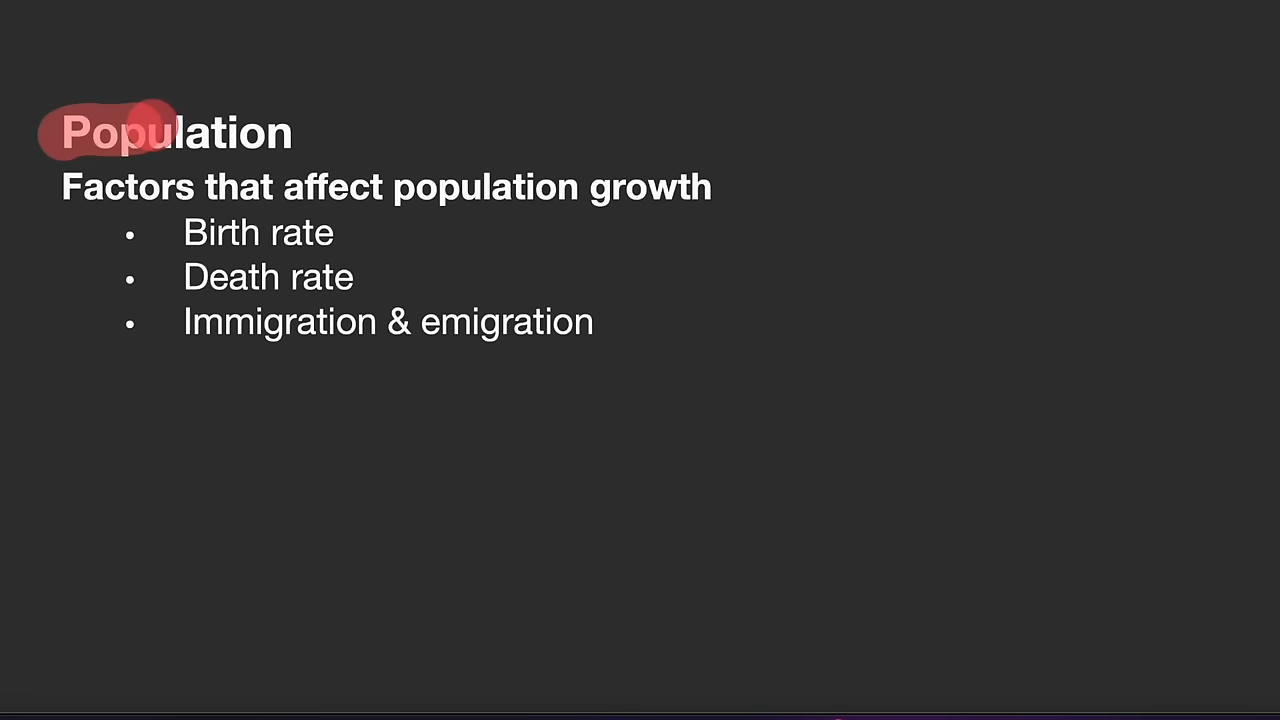 Population
Factors that affect population growth
• Birth rate
• Death rate
• Immigration & emigration